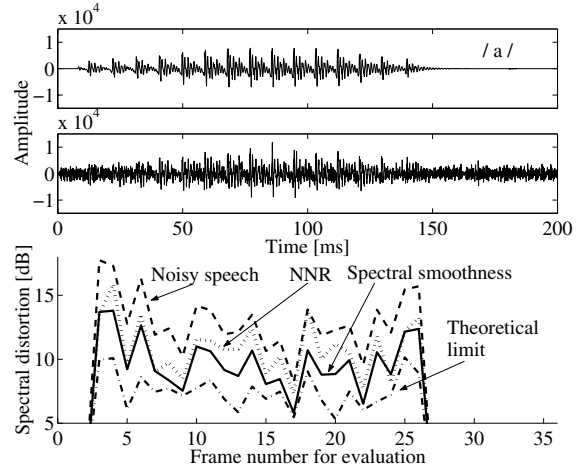 x 10^4
1
0
-1
/ a /
x 10^4
1
0
-1
Amplitude
0 50 100 150 200
Time [ms]
Spectral distortion [dB]
15
10
5
Noisy speech
NNR
Spectral smoothness
Theoretical
limit
0 5 10 15 20 25 30 35
Frame number for evaluation